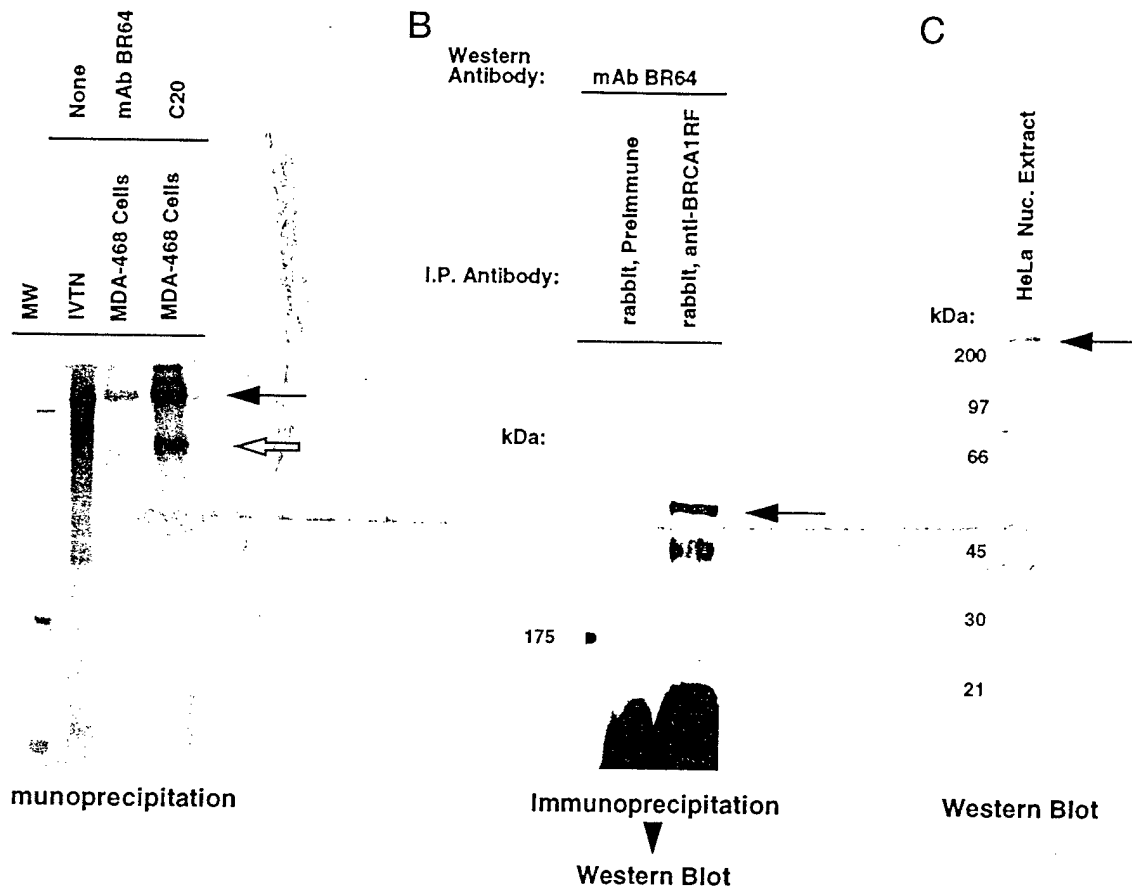 None
mAb BR64
C20
MW
IVTN
MDA-468 Cells
MDA-468 Cells
munoprecipitation
B
Western
Antibody:
mAb BR64
I.P. Antibody:
rabbit, Preimmune
rabbit, anti-BRCA1RF
kDa:
175
Immunoprecipitation
Western Blot
C
HeLa Nuc. Extract
kDa:
200
97
66
45
30
21
Western Blot